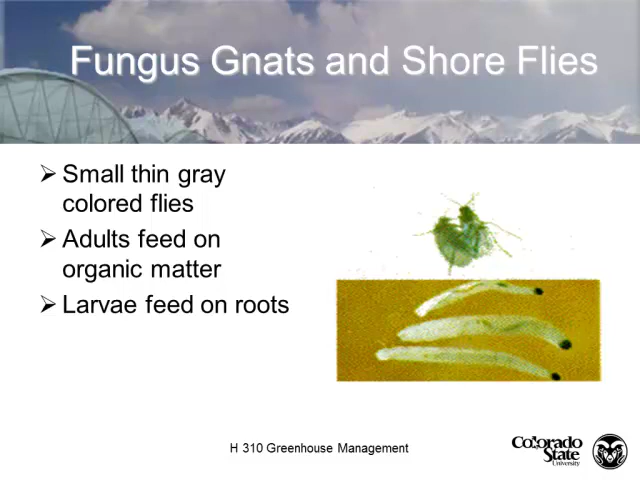 Fungus Gnats and Shore Flies
Small thin gray
colored flies
Adults feed on
organic matter
Larvae feed on roots
H 310 Greenhouse Management
Colorado
State
University